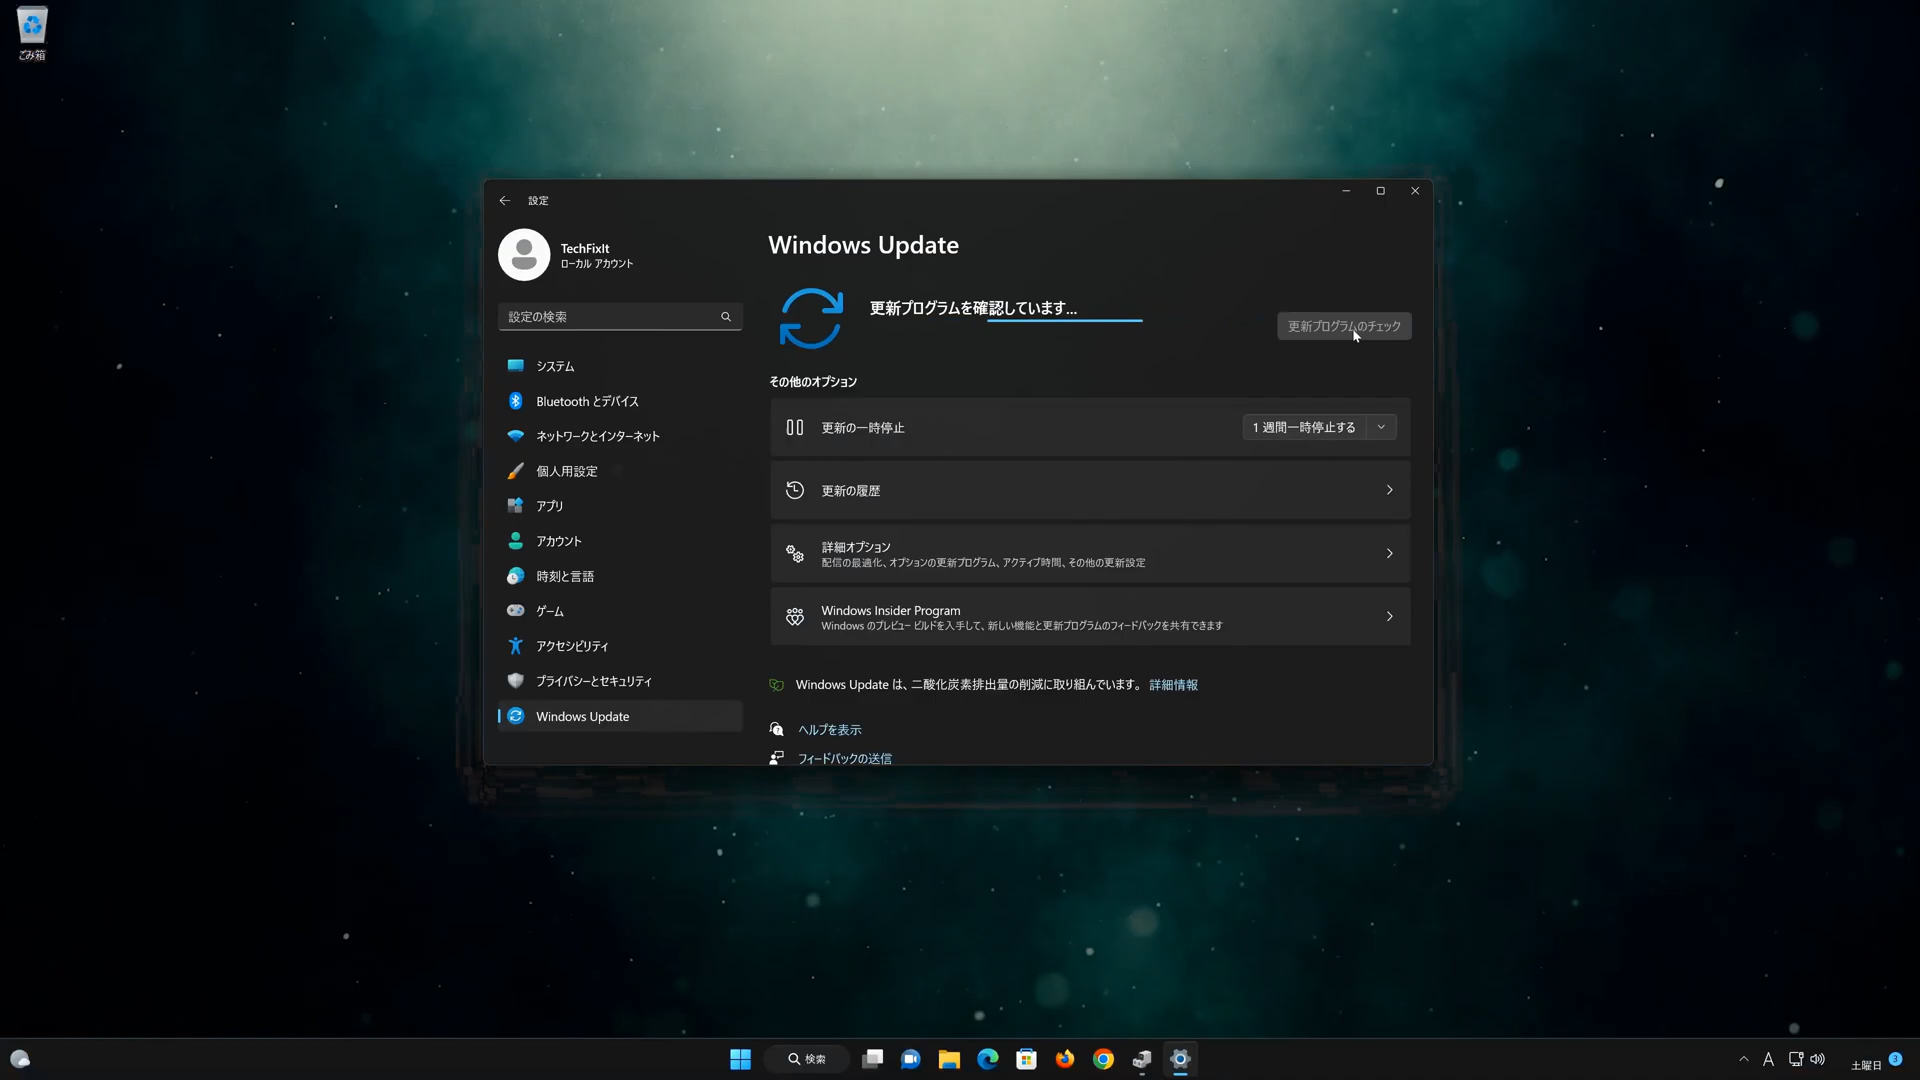 ごみ箱
設定
TechFixIt
ローカル アカウント
設定の検索
システム
Bluetooth とデバイス
ネットワークとインターネット
個人用設定
アプリ
アカウント
時刻と言語
ゲーム
アクセシビリティ
プライバシーとセキュリティ
Windows Update
Windows Update
更新プログラムを確認しています...
更新プログラムのチェック
その他のオプション
更新の一時停止
1 週間一時停止する
更新の履歴
詳細オプション
配信の最適化、オプションの更新プログラム、アクティブ時間、その他の更新設定
Windows Insider Program
Windows のプレビュー ビルドを入手して、新しい機能と更新プログラムのフィードバックを共有できます
Windows Update は、二酸化炭素排出量の削減に取り組んでいます。 詳細情報
ヘルプを表示
フィードバックの送信
検索
A
土曜日
3